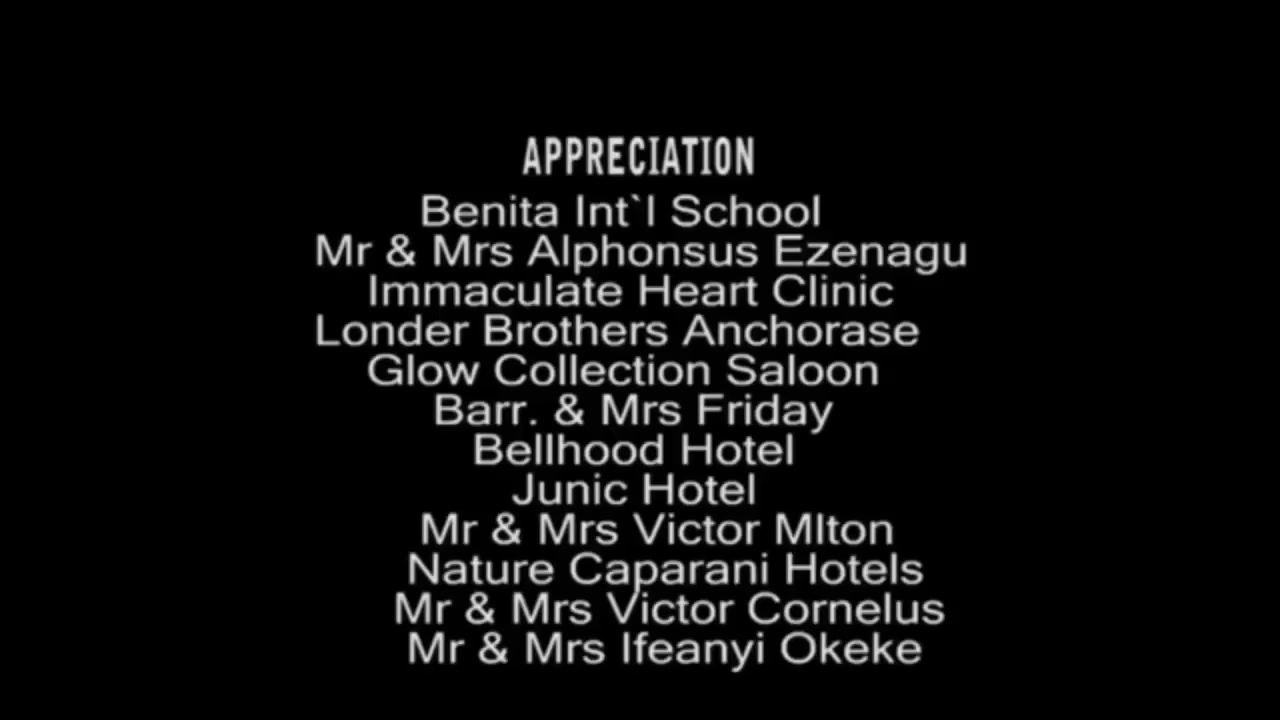 APPRECIATION
Benita Int`l School
Mr & Mrs Alphonsus Ezenagu
Immaculate Heart Clinic
Londer Brothers Anchorase
Glow Collection Saloon
Barr. & Mrs Friday
Bellhood Hotel
Junic Hotel
Mr & Mrs Victor Mlton
Nature Caparani Hotels
Mr & Mrs Victor Cornelus
Mr & Mrs Ifeanyi Okeke